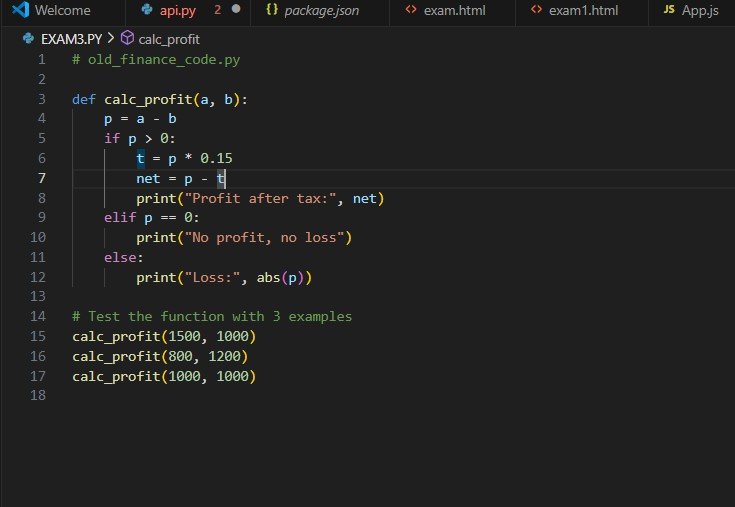 Welcome api.py 2 package.json exam.html exam1.html JS App.js
EXAM3.PY > calc_profit
1 # old_finance_code.py
2
3 def calc_profit(a, b):
4     p = a - b
5     if p > 0:
6         t = p * 0.15
7         net = p - t
8         print("Profit after tax:", net)
9     elif p == 0:
10         print("No profit, no loss")
11     else:
12         print("Loss:", abs(p))
13
14 # Test the function with 3 examples
15 calc_profit(1500, 1000)
16 calc_profit(800, 1200)
17 calc_profit(1000, 1000)
18